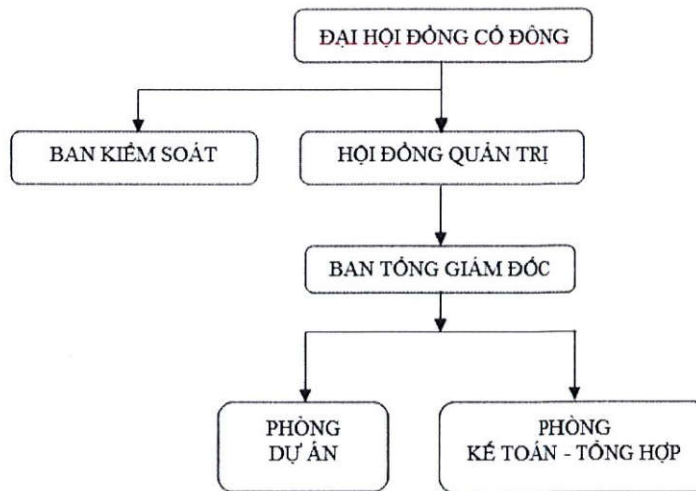 ĐẠI HỘI ĐỒNG CỔ ĐÔNG
BAN KIỂM SOÁT
HỘI ĐỒNG QUẢN TRỊ
BAN TỔNG GIÁM ĐỐC
PHÒNG
DỰ ÁN
PHÒNG
KẾ TOÁN - TỔNG HỢP